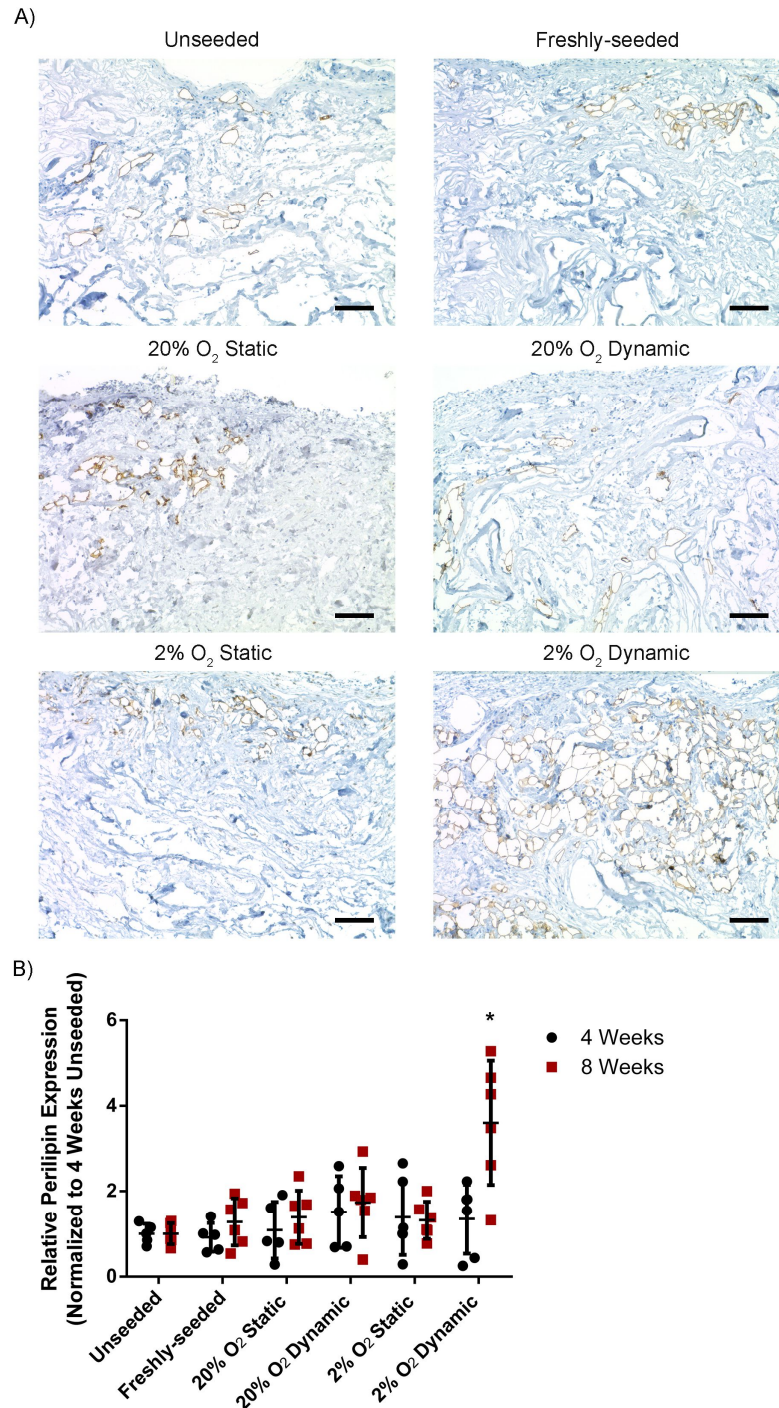 A)
Unseeded
Freshly-seeded
20% O₂ Static
20% O₂ Dynamic
2% O₂ Static
2% O₂ Dynamic
B)
Relative Perilipin Expression
(Normalized to 4 Weeks Unseeded)
6
4
2
0
*
4 Weeks
8 Weeks
Unseeded
Freshly-seeded
20% O₂ Static
20% O₂ Dynamic
2% O₂ Static
2% O₂ Dynamic